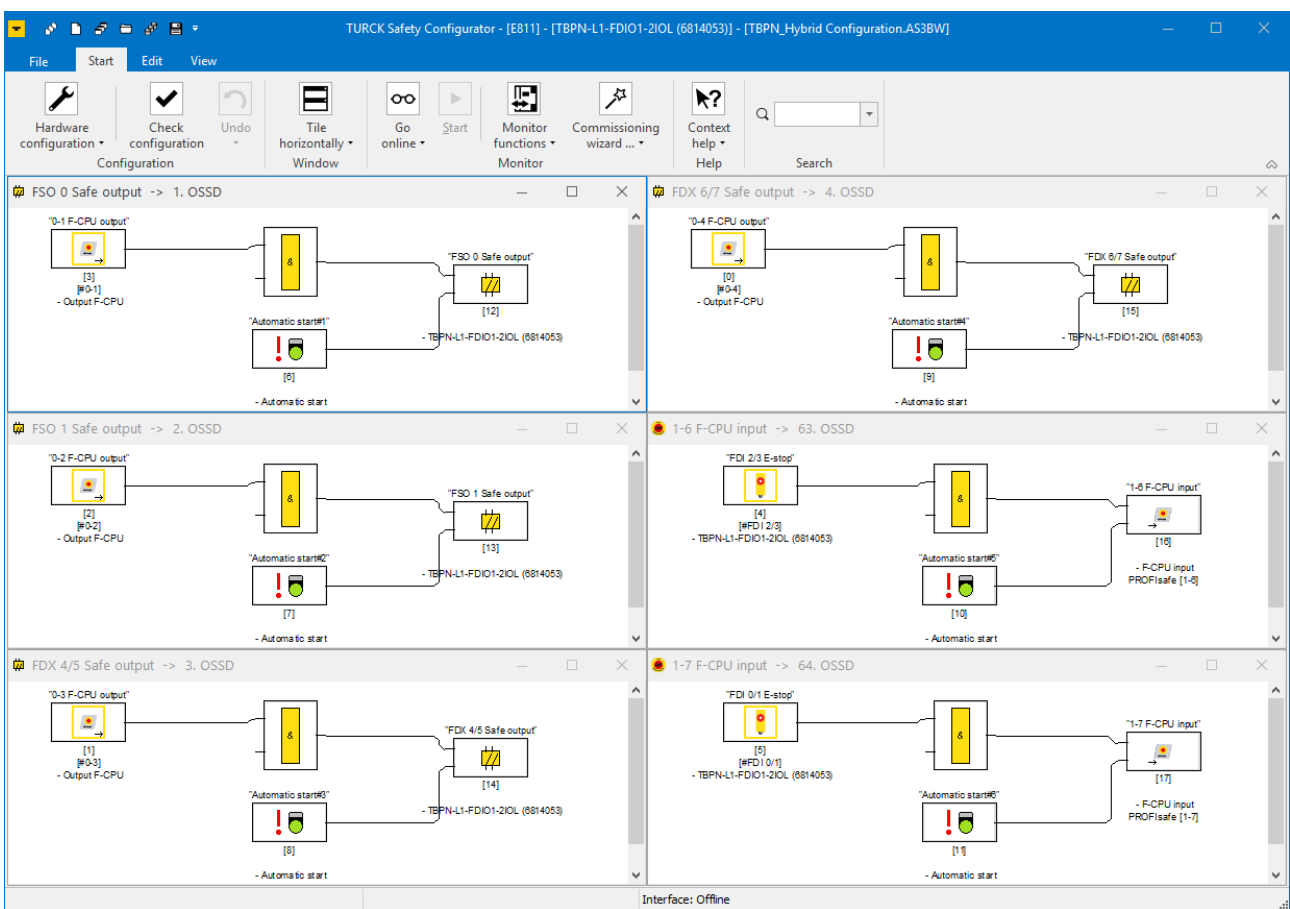 TURCK Safety Configurator - [E811] - [TBPN-L1-FDIO1-2IOL (6814053)] - [TBPN_Hybrid Configuration.AS3BW]
File Start Edit View
Hardware configuration
Check configuration
Undo
Configuration
Tile horizontally
Window
Go online
Start
Monitor functions
Commissioning wizard ...
Monitor
Context help
Help
Search
FSO 0 Safe output -> 1. OSSD
"0-1 F-CPU output"
[3]
[#0-1]
- Output F-CPU
&
"Automatic start#1"
[6]
- Automatic start
"FSO 0 Safe output"
[12]
- TBPN-L1-FDIO1-2IOL (6814053)
FDX 6/7 Safe output -> 4. OSSD
"0-4 F-CPU output"
[0]
[#0-4]
- Output F-CPU
&
"Automatic start#4"
[9]
- Automatic start
"FDX 6/7 Safe output"
[15]
- TBPN-L1-FDIO1-2IOL (6814053)
FSO 1 Safe output -> 2. OSSD
"0-2 F-CPU output"
[2]
[#0-2]
- Output F-CPU
&
"Automatic start#2"
[7]
- Automatic start
"FSO 1 Safe output"
[13]
- TBPN-L1-FDIO1-2IOL (6814053)
1-6 F-CPU input -> 63. OSSD
"FDI 2/3 E-stop"
[4]
[#FDI 2/3]
- TBPN-L1-FDIO1-2IOL (6814053)
&
"Automatic start#5"
[10]
- Automatic start
"1-6 F-CPU input"
[16]
- F-CPU input
PROFIsafe [1-6]
FDX 4/5 Safe output -> 3. OSSD
"0-3 F-CPU output"
[1]
[#0-3]
- Output F-CPU
&
"Automatic start#3"
[8]
- Automatic start
"FDX 4/5 Safe output"
[14]
- TBPN-L1-FDIO1-2IOL (6814053)
1-7 F-CPU input -> 64. OSSD
"FDI 0/1 E-stop"
[5]
[#FDI 0/1]
- TBPN-L1-FDIO1-2IOL (6814053)
&
"Automatic start#6"
[11]
- Automatic start
"1-7 F-CPU input"
[17]
- F-CPU input
PROFIsafe [1-7]
Interface: Offline